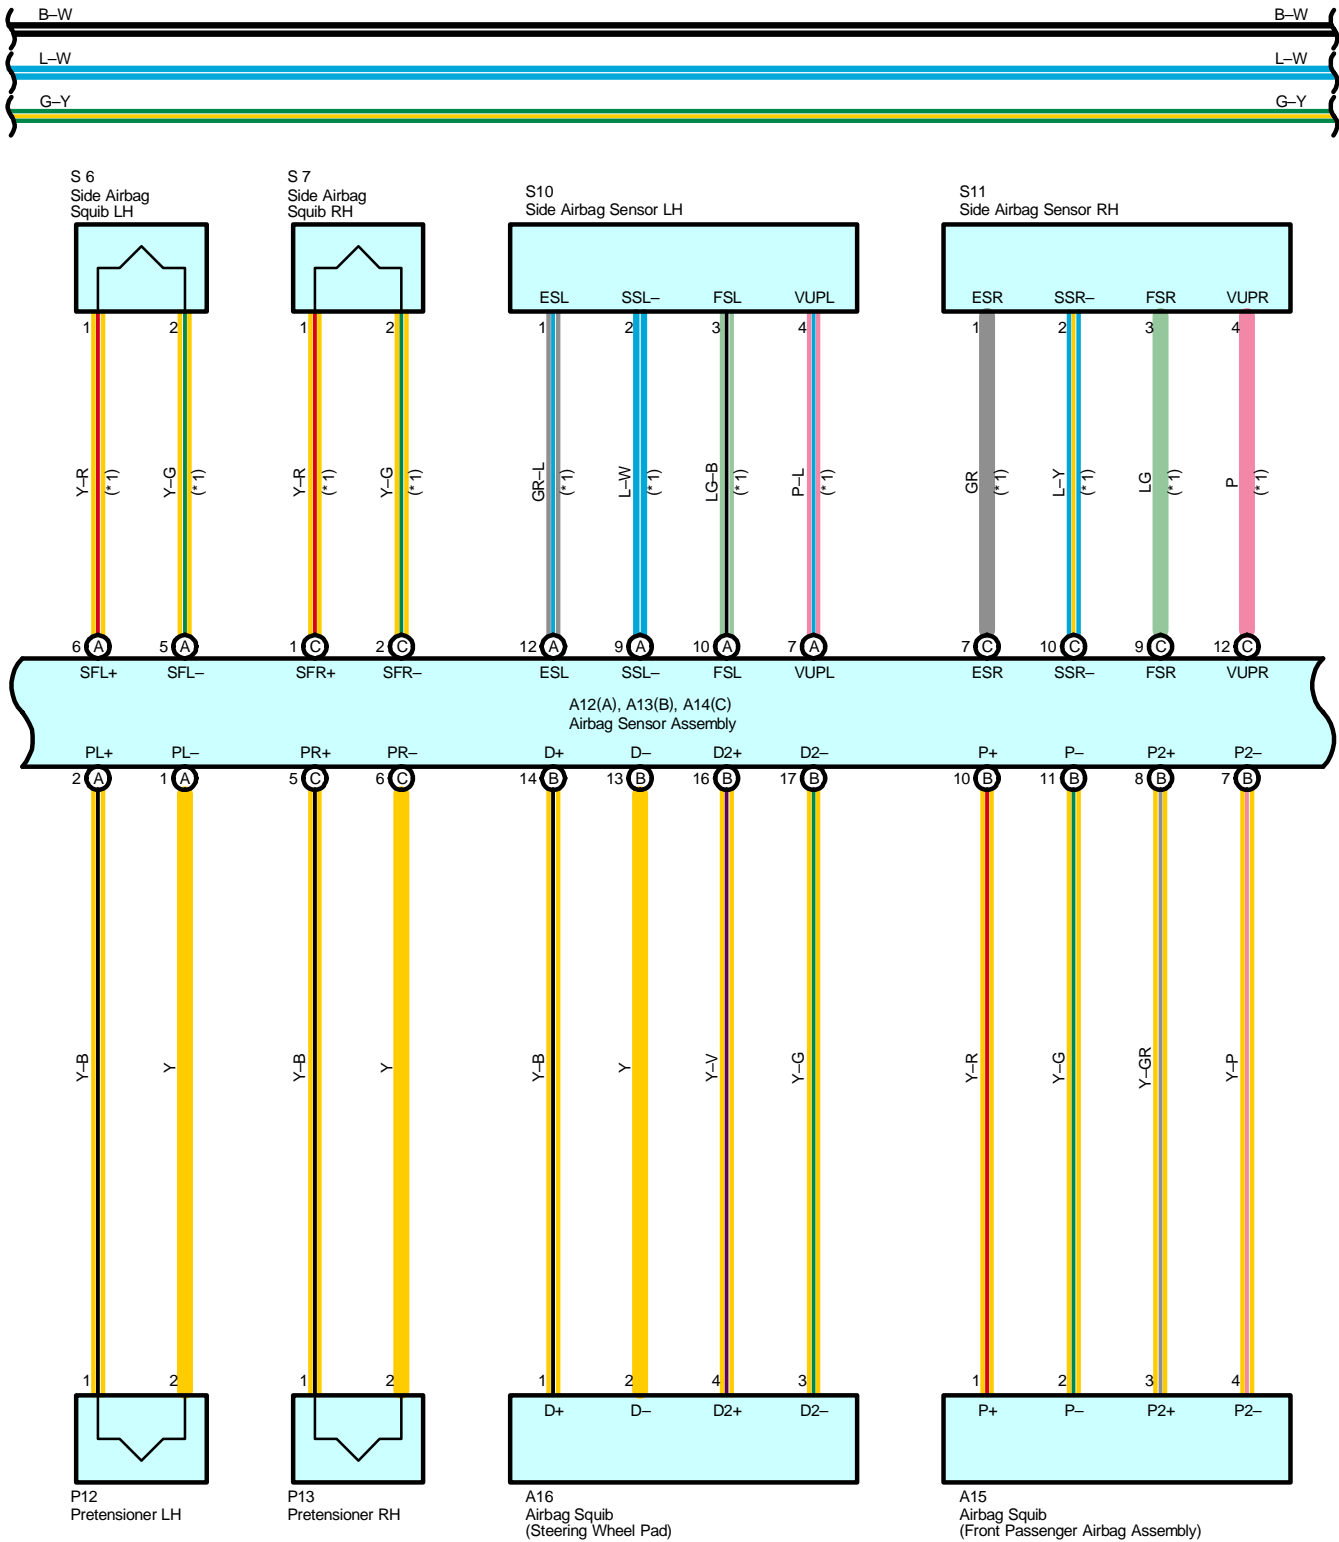 B–W B–W
L–W L–W
G–Y G–Y
S 6
Side Airbag
Squib LH
S 7
Side Airbag
Squib RH
S10
Side Airbag Sensor LH
S11
Side Airbag Sensor RH
ESL SSL– FSL VUPL
ESR SSR– FSR VUPR
1 2 1 2 1 2 3 4 1 2 3 4
Y–R (*1) Y–G (*1) Y–R (*1) Y–G (*1) GR–L (*1) L–W (*1) LG–B (*1) P–L (*1) GR (*1) L–Y (*1) LG (*1) P (*1)
6 A 5 A 1 C 2 C 12 A 9 A 10 A 7 A 7 C 10 C 9 C 12 C
SFL+ SFL– SFR+ SFR– ESL SSL– FSL VUPL ESR SSR– FSR VUPR
A12(A), A13(B), A14(C)
Airbag Sensor Assembly
PL+ PL– PR+ PR– D+ D– D2+ D2– P+ P– P2+ P2–
2 A 1 A 5 C 6 C 14 B 13 B 16 B 17 B 10 B 11 B 8 B 7 B
Y–B Y Y–B Y Y–B Y Y–V Y–G Y–R Y–G Y–GR Y–P
1 2 1 2 1 2 4 3 1 2 3 4
D+ D– D2+ D2– P+ P– P2+ P2–
P12
Pretensioner LH
P13
Pretensioner RH
A16
Airbag Squib
(Steering Wheel Pad)
A15
Airbag Squib
(Front Passenger Airbag Assembly)